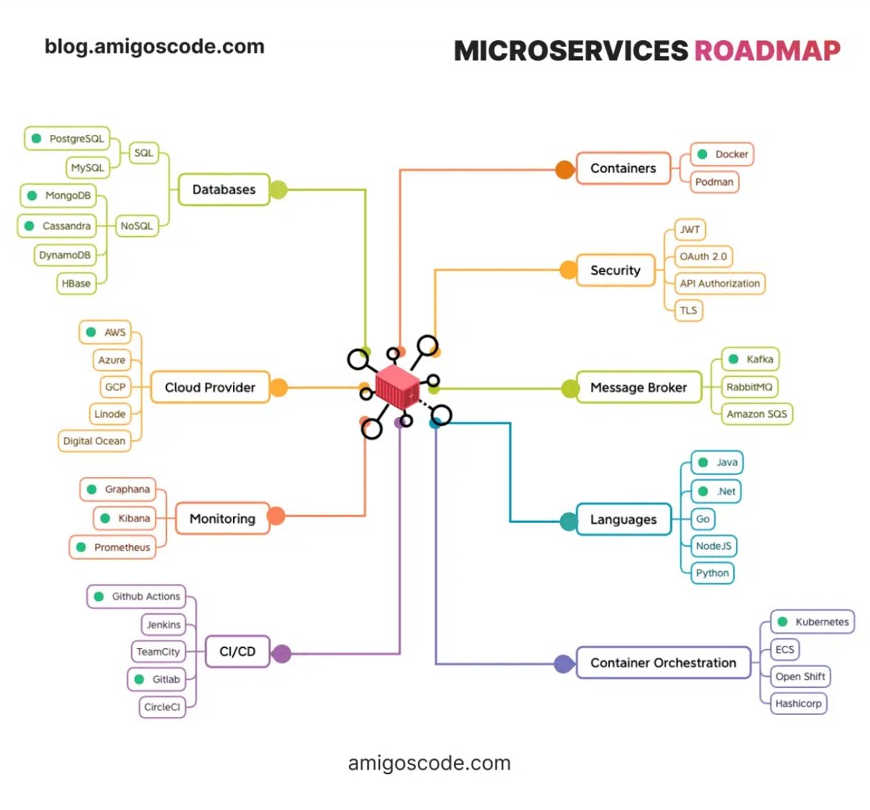 blog.amigoscode.com
MICROSERVICES ROADMAP
PostgreSQL
MySQL
SQL
MongoDB
Cassandra
DynamoDB
HBase
NoSQL
Databases
AWS
Azure
GCP
Linode
Digital Ocean
Cloud Provider
Graphana
Kibana
Prometheus
Monitoring
Github Actions
Jenkins
TeamCity
Gitlab
CircleCI
CI/CD
Containers
Docker
Podman
Security
JWT
OAuth 2.0
API Authorization
TLS
Message Broker
Kafka
RabbitMQ
Amazon SQS
Languages
Java
.Net
Go
NodeJS
Python
Container Orchestration
Kubernetes
ECS
Open Shift
Hashicorp
amigoscode.com